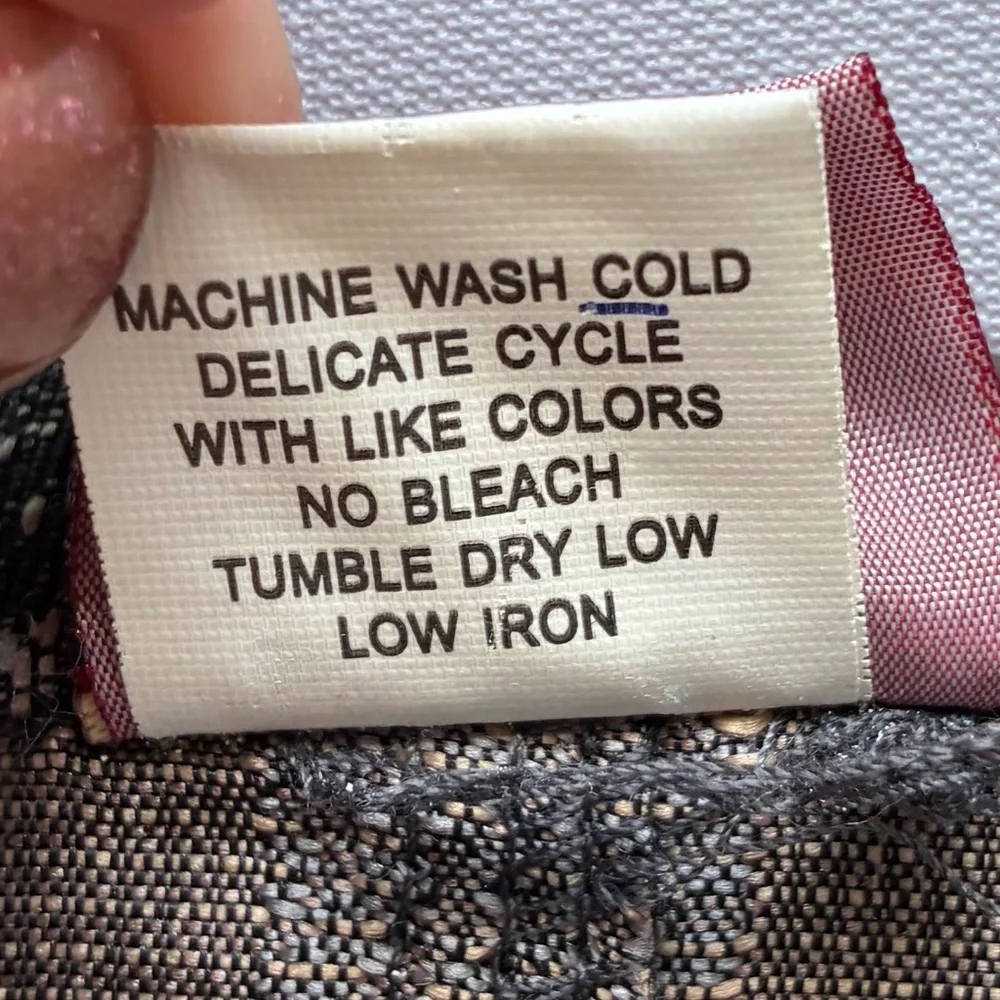 MACHINE WASH COLD
DELICATE CYCLE
WITH LIKE COLORS
NO BLEACH
TUMBLE DRY LOW
LOW IRON